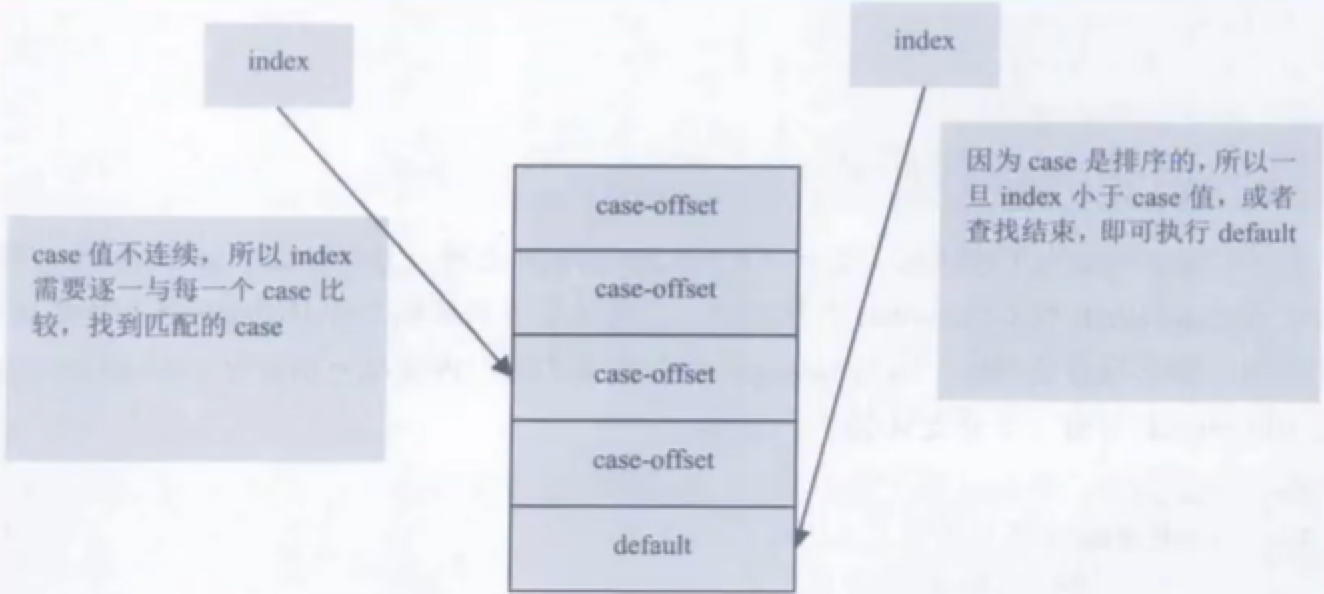 index
index
因为 case 是排序的，所以一
旦 index 小于 case 值，或者
查找结束，即可执行 default
case-offset
case 值不连续，所以 index
需要逐一与每一个 case 比
较，找到匹配的 case
case-offset
case-offset
case-offset
default